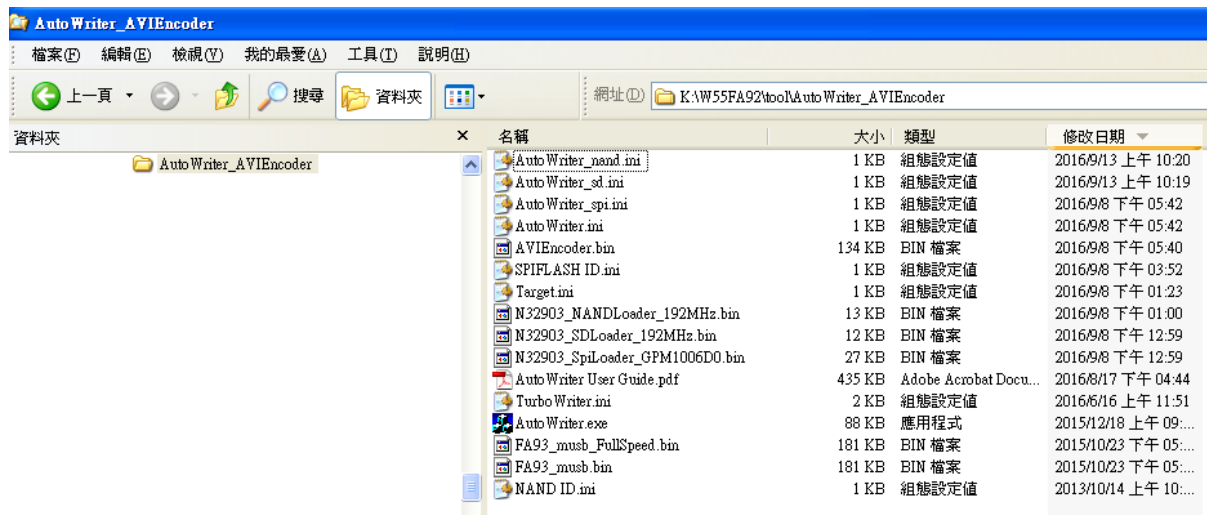 AutoWriter_AVIEncoder
檔案(F) 編輯(E) 檢視(V) 我的最愛(A) 工具(T) 說明(H)
上一頁 搜尋 資料夾 網址(D) K:\W55FA92\tool\AutoWriter_AVIEncoder
資料夾 × 名稱 大小 類型 修改日期
AutoWriter_AVIEncoder
AutoWriter_nand.ini 1 KB 組態設定值 2016/9/13 上午 10:20
AutoWriter_sd.ini 1 KB 組態設定值 2016/9/13 上午 10:19
AutoWriter_spi.ini 1 KB 組態設定值 2016/9/8 下午 05:42
AutoWriter.ini 1 KB 組態設定值 2016/9/8 下午 05:42
AVIEncoder.bin 134 KB BIN 檔案 2016/9/8 下午 05:40
SPIFLASH ID.ini 1 KB 組態設定值 2016/9/8 下午 03:52
Target.ini 1 KB 組態設定值 2016/9/8 下午 01:23
N32903_NANDLoader_192MHz.bin 13 KB BIN 檔案 2016/9/8 下午 01:00
N32903_SDLoader_192MHz.bin 12 KB BIN 檔案 2016/9/8 下午 12:59
N32903_SpiLoader_GPM1006D0.bin 27 KB BIN 檔案 2016/9/8 下午 12:59
AutoWriter User Guide.pdf 435 KB Adobe Acrobat Docu... 2016/8/17 下午 04:44
TurboWriter.ini 2 KB 組態設定值 2016/6/16 上午 11:51
AutoWriter.exe 88 KB 應用程式 2015/12/18 上午 09:...
FA93_musb_FullSpeed.bin 181 KB BIN 檔案 2015/10/23 下午 05:...
FA93_musb.bin 181 KB BIN 檔案 2015/10/23 下午 05:...
NAND ID.ini 1 KB 組態設定值 2013/10/14 上午 10:...